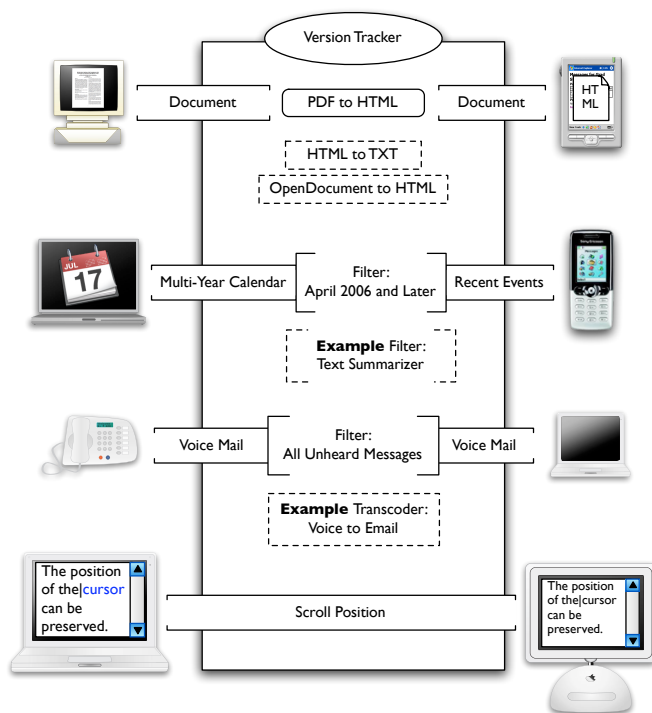 Version Tracker
Document
PDF to HTML
Document
HT
ML
HTML to TXT
OpenDocument to HTML
JUL
17
Multi-Year Calendar
Filter:
April 2006 and Later
Recent Events
Example Filter:
Text Summarizer
Voice Mail
Filter:
All Unheard Messages
Voice Mail
Example Transcoder:
Voice to Email
The position
of the|cursor
can be
preserved.
Scroll Position
The position
of the|cursor
can be
preserved.